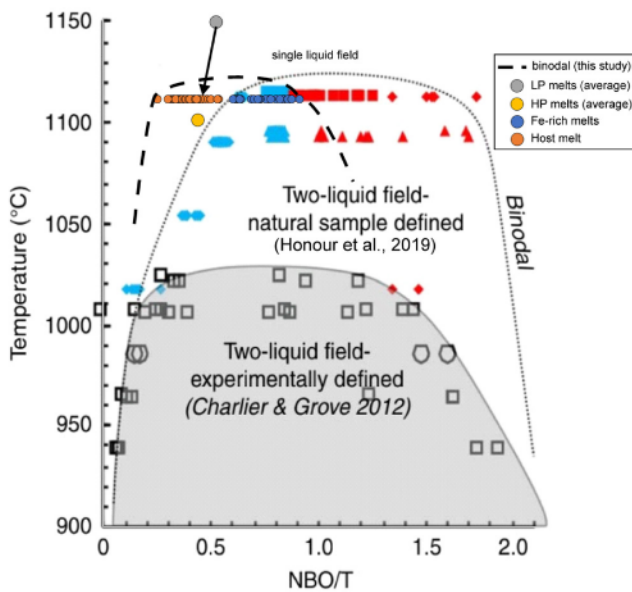 1150
1100
1050
1000
950
900
Temperature (°C)
0
0.5
1.0
1.5
2.0
NBO/T
single liquid field
Two-liquid field-
natural sample defined
(Honour et al., 2019)
Binodal
Two-liquid field-
experimentally defined
(Charlier & Grove 2012)
binodal (this study)
LP melts (average)
HP melts (average)
Fe-rich melts
Host melt